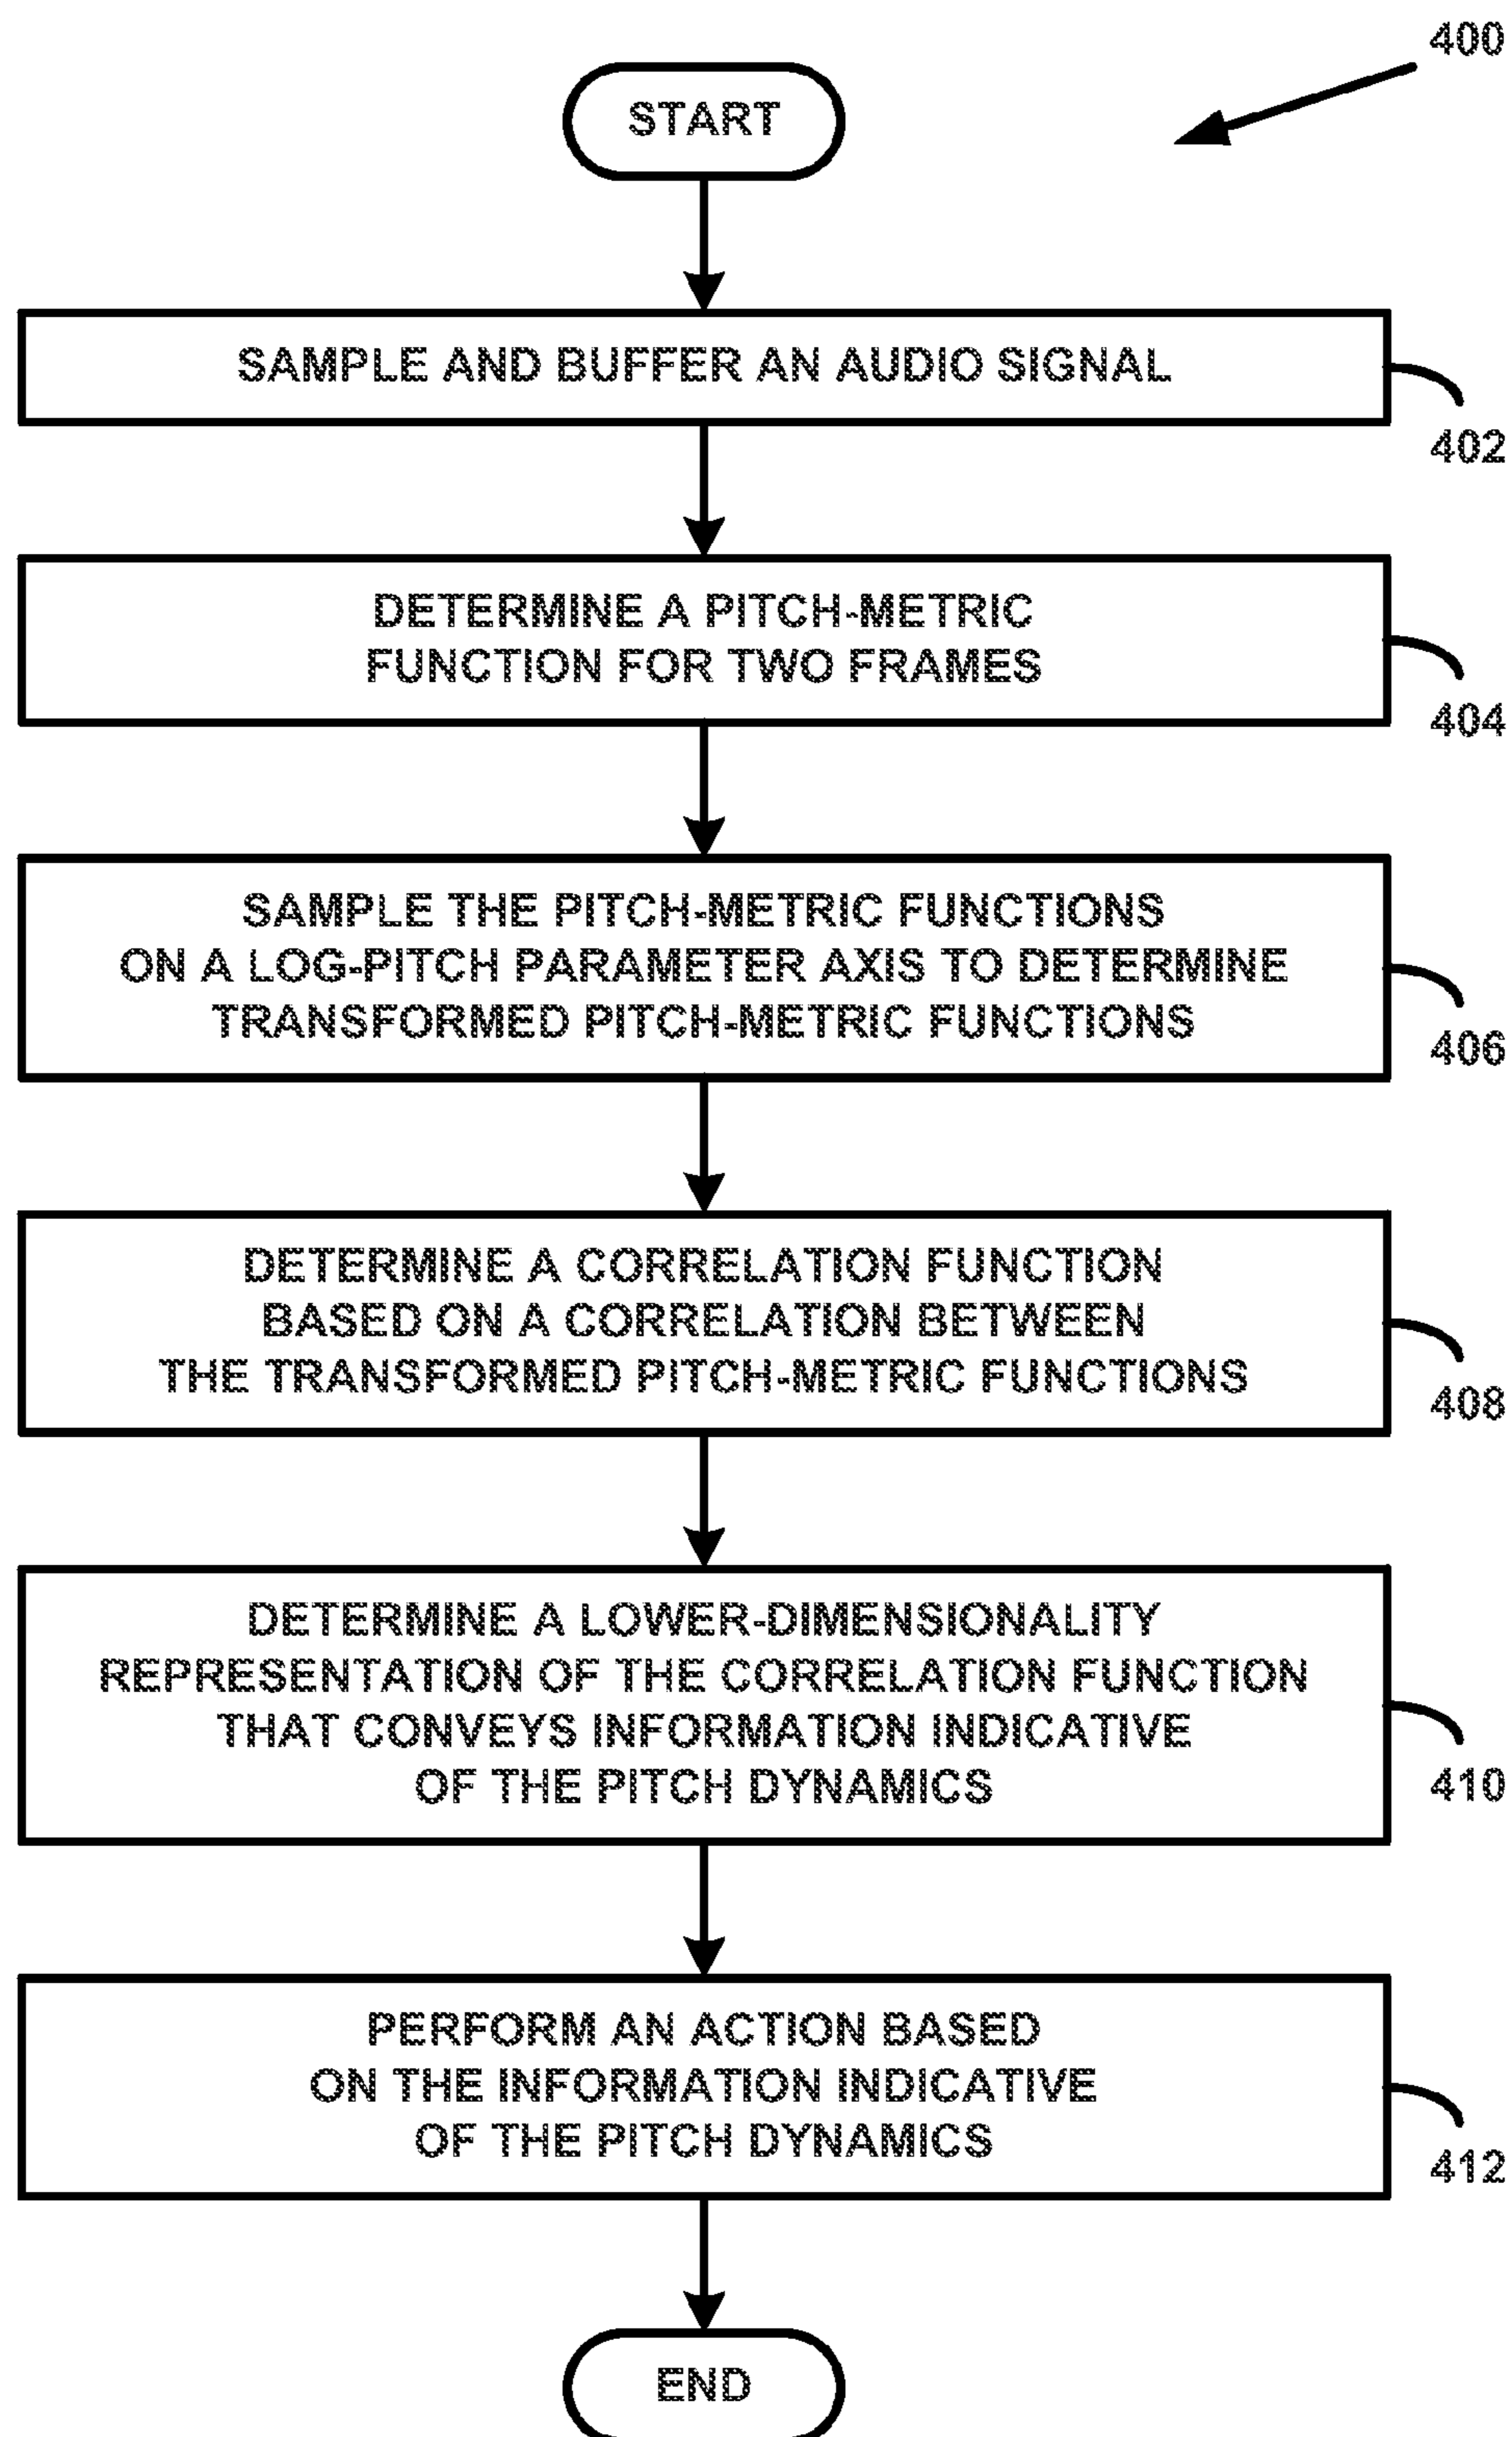 400
START
SAMPLE AND BUFFER AN AUDIO SIGNAL
402
DETERMINE A PITCH-METRIC
FUNCTION FOR TWO FRAMES
404
SAMPLE THE PITCH-METRIC FUNCTIONS
ON A LOG-PITCH PARAMETER AXIS TO DETERMINE
TRANSFORMED PITCH-METRIC FUNCTIONS
406
DETERMINE A CORRELATION FUNCTION
BASED ON A CORRELATION BETWEEN
THE TRANSFORMED PITCH-METRIC FUNCTIONS
408
DETERMINE A LOWER-DIMENSIONALITY
REPRESENTATION OF THE CORRELATION FUNCTION
THAT CONVEYS INFORMATION INDICATIVE
OF THE PITCH DYNAMICS
410
PERFORM AN ACTION BASED
ON THE INFORMATION INDICATIVE
OF THE PITCH DYNAMICS
412
END